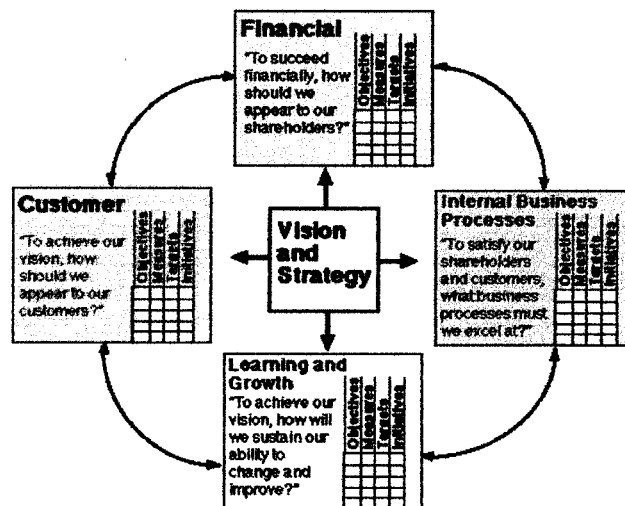 Financial
"To succeed
financially, how
should we
appear to our
shareholders?"
Objectives
Measures
Targets
Initiatives
Customer
"To achieve our
vision, how
should we
appear to our
customers?"
Objectives
Measures
Targets
Initiatives
Vision
and
Strategy
Internal Business
Processes
"To satisfy our
shareholders
and customers,
what business
processes must
we excel at?"
Objectives
Measures
Targets
Initiatives
Learning and
Growth
"To achieve our
vision, how will
we sustain our
ability to
change and
improve?"
Objectives
Measures
Targets
Initiatives